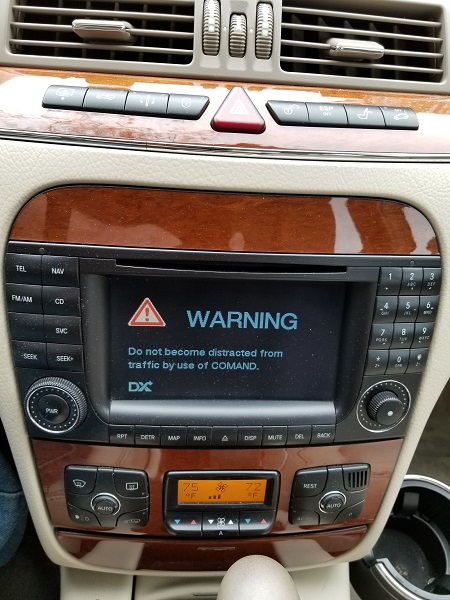 TEL
NAV
FM/AM
CD
SVC
SEEK
SEEK
PWR
WARNING
Do not become distracted from
traffic by use of COMAND.
DX
1
2 ABC
3 DEF
4 GHI
5 JKL
6 MNO
7 PQRS
8 TUV
9 WXYZ
0
RPT
DETR
MAP
INFO
DISP
MUTE
DEL
BACK
AUTO
75
°F
72
°F
A
REST
AUTO